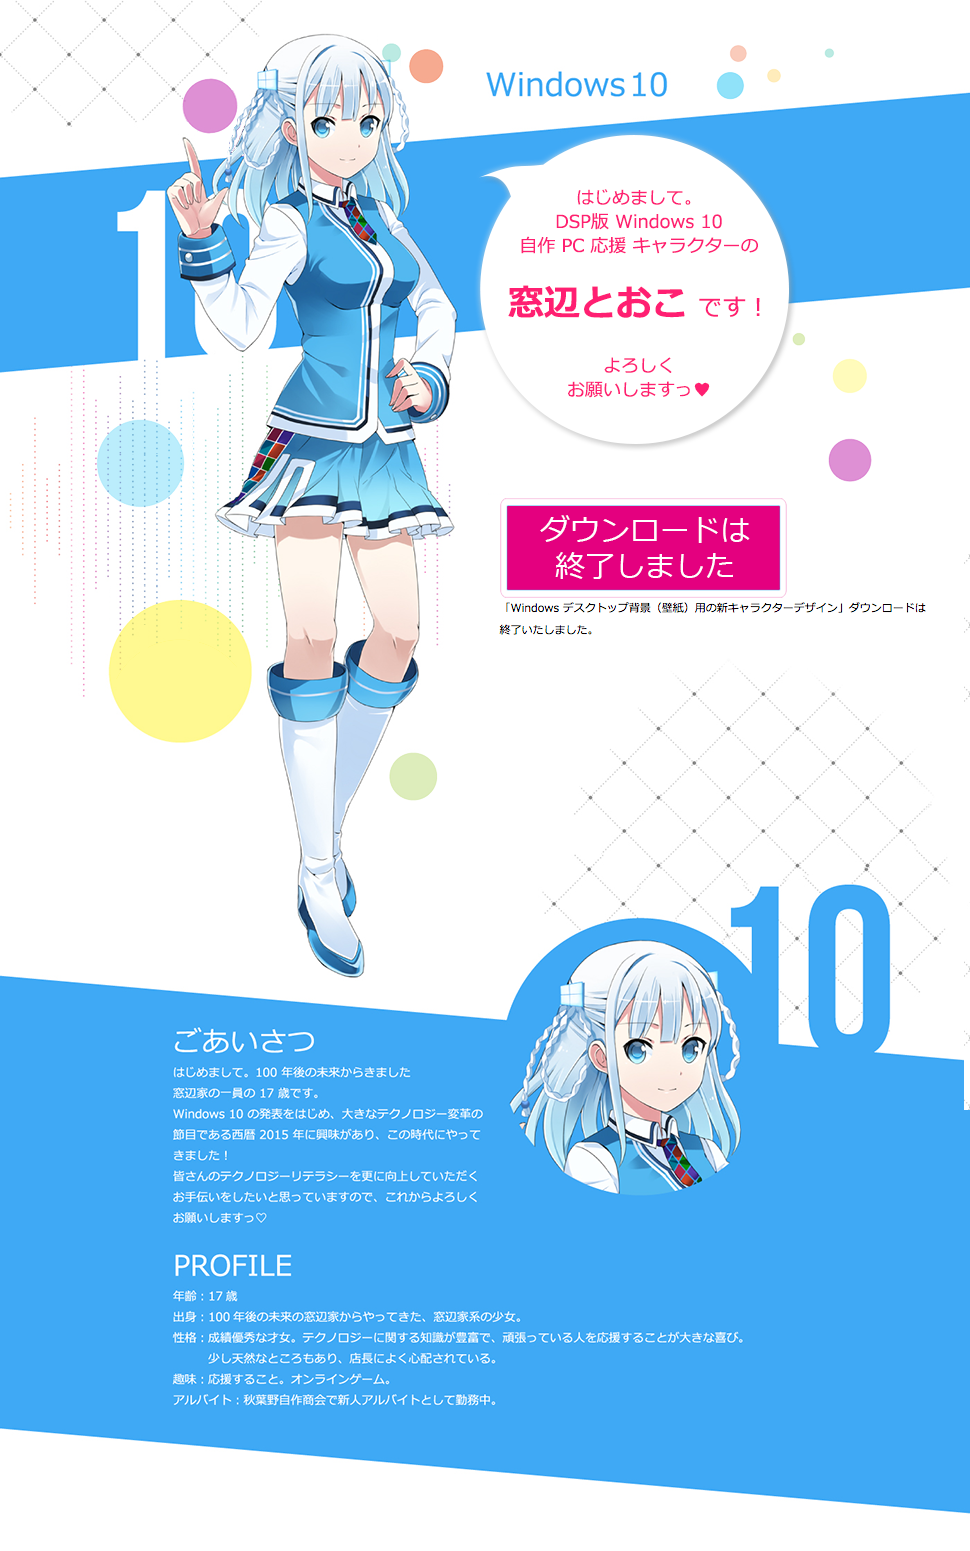 Windows10
10
はじめまして。
DSP版 Windows 10
自作 PC 応援 キャラクターの
窓辺とおこ です！
よろしく
お願いしますっ♥
ダウンロードは
終了しました
「Windows デスクトップ背景（壁紙）用の新キャラクターデザイン」ダウンロードは
終了いたしました。
10
ごあいさつ
はじめまして。100 年後の未来からきました
窓辺家の一員の 17 歳です。
Windows 10 の発表をはじめ、大きなテクノロジー変革の
節目である西暦 2015 年に興味があり、この時代にやって
きました！
皆さんのテクノロジーリテラシーを更に向上していただく
お手伝いをしたいと思っていますので、これからよろしく
お願いしますっ♡
PROFILE
年齢：17 歳
出身：100 年後の未来の窓辺家からやってきた、窓辺家系の少女。
性格：成績優秀な才女。テクノロジーに関する知識が豊富で、頑張っている人を応援することが大きな喜び。
少し天然なところもあり、店長によく心配されている。
趣味：応援すること。オンラインゲーム。
アルバイト：秋葉野自作商会で新人アルバイトとして勤務中。